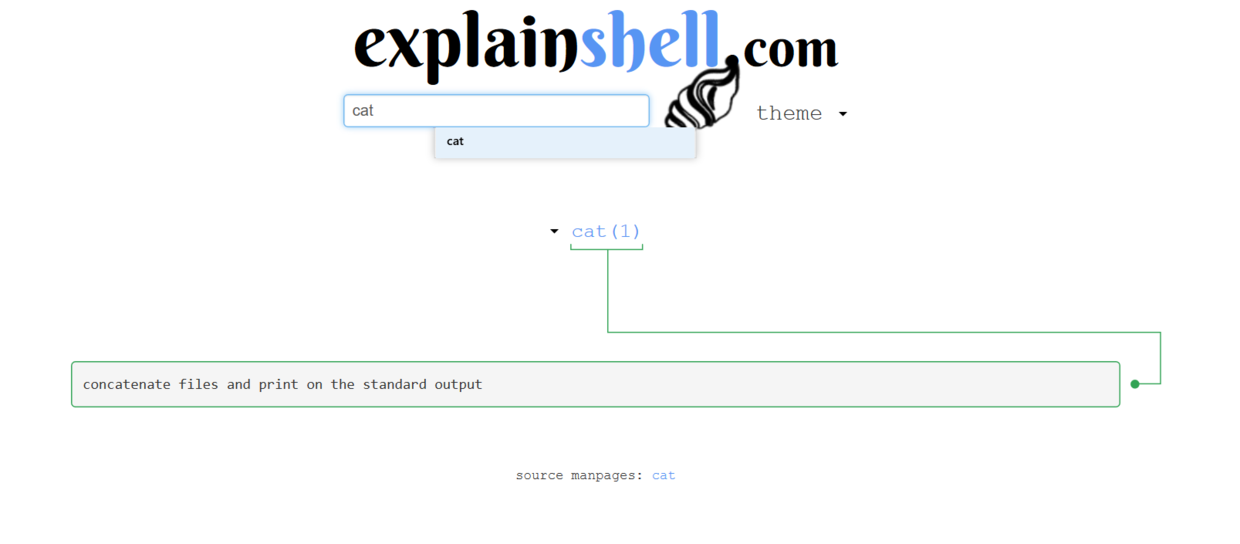 explainshell.com
cat
theme
cat
cat(1)
concatenate files and print on the standard output
source manpages: cat